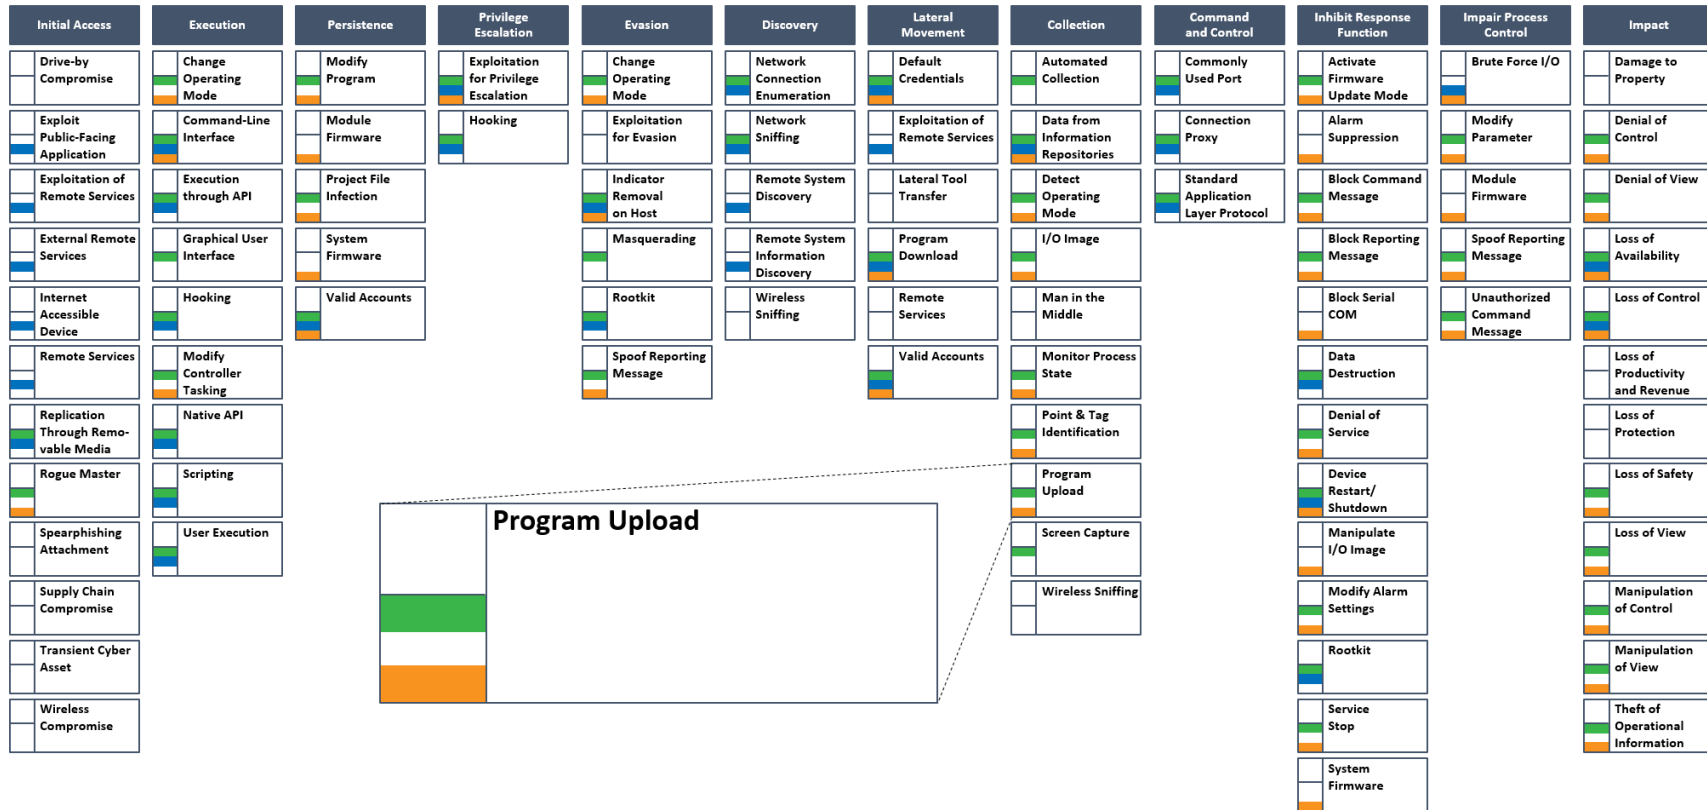 Initial Access
Drive-by
Compromise
Exploit
Public-Facing
Application
Exploitation of
Remote Services
External Remote
Services
Internet
Accessible
Device
Remote Services
Replication
Through Remo-
vable Media
Rogue Master
Spearphishing
Attachment
Supply Chain
Compromise
Transient Cyber
Asset
Wireless
Compromise
Execution
Change
Operating
Mode
Command-Line
Interface
Execution
through API
Graphical User
Interface
Hooking
Modify
Controller
Tasking
Native API
Scripting
User Execution
Persistence
Modify
Program
Module
Firmware
Project File
Infection
System
Firmware
Valid Accounts
Privilege
Escalation
Exploitation
for Privilege
Escalation
Hooking
Evasion
Change
Operating
Mode
Exploitation
for Evasion
Indicator
Removal
on Host
Masquerading
Rootkit
Spoof Reporting
Message
Discovery
Network
Connection
Enumeration
Network
Sniffing
Remote System
Discovery
Remote System
Information
Discovery
Wireless
Sniffing
Lateral
Movement
Default
Credentials
Exploitation of
Remote Services
Lateral Tool
Transfer
Program
Download
Remote
Services
Valid Accounts
Collection
Automated
Collection
Data from
Information
Repositories
Detect
Operating
Mode
I/O Image
Man in the
Middle
Monitor Process
State
Point & Tag
Identification
Program
Upload
Screen Capture
Wireless Sniffing
Program Upload
Command
and Control
Commonly
Used Port
Connection
Proxy
Standard
Application
Layer Protocol
Inhibit Response
Function
Activate
Firmware
Update Mode
Alarm
Suppression
Block Command
Message
Block Reporting
Message
Block Serial
COM
Data
Destruction
Denial of
Service
Device
Restart/
Shutdown
Manipulate
I/O Image
Modify Alarm
Settings
Rootkit
Service
Stop
System
Firmware
Impair Process
Control
Brute Force I/O
Modify
Parameter
Module
Firmware
Spoof Reporting
Message
Unauthorized
Command
Message
Impact
Damage to
Property
Denial of
Control
Denial of View
Loss of
Availability
Loss of Control
Loss of
Productivity
and Revenue
Loss of
Protection
Loss of Safety
Loss of View
Manipulation
of Control
Manipulation
of View
Theft of
Operational
Information